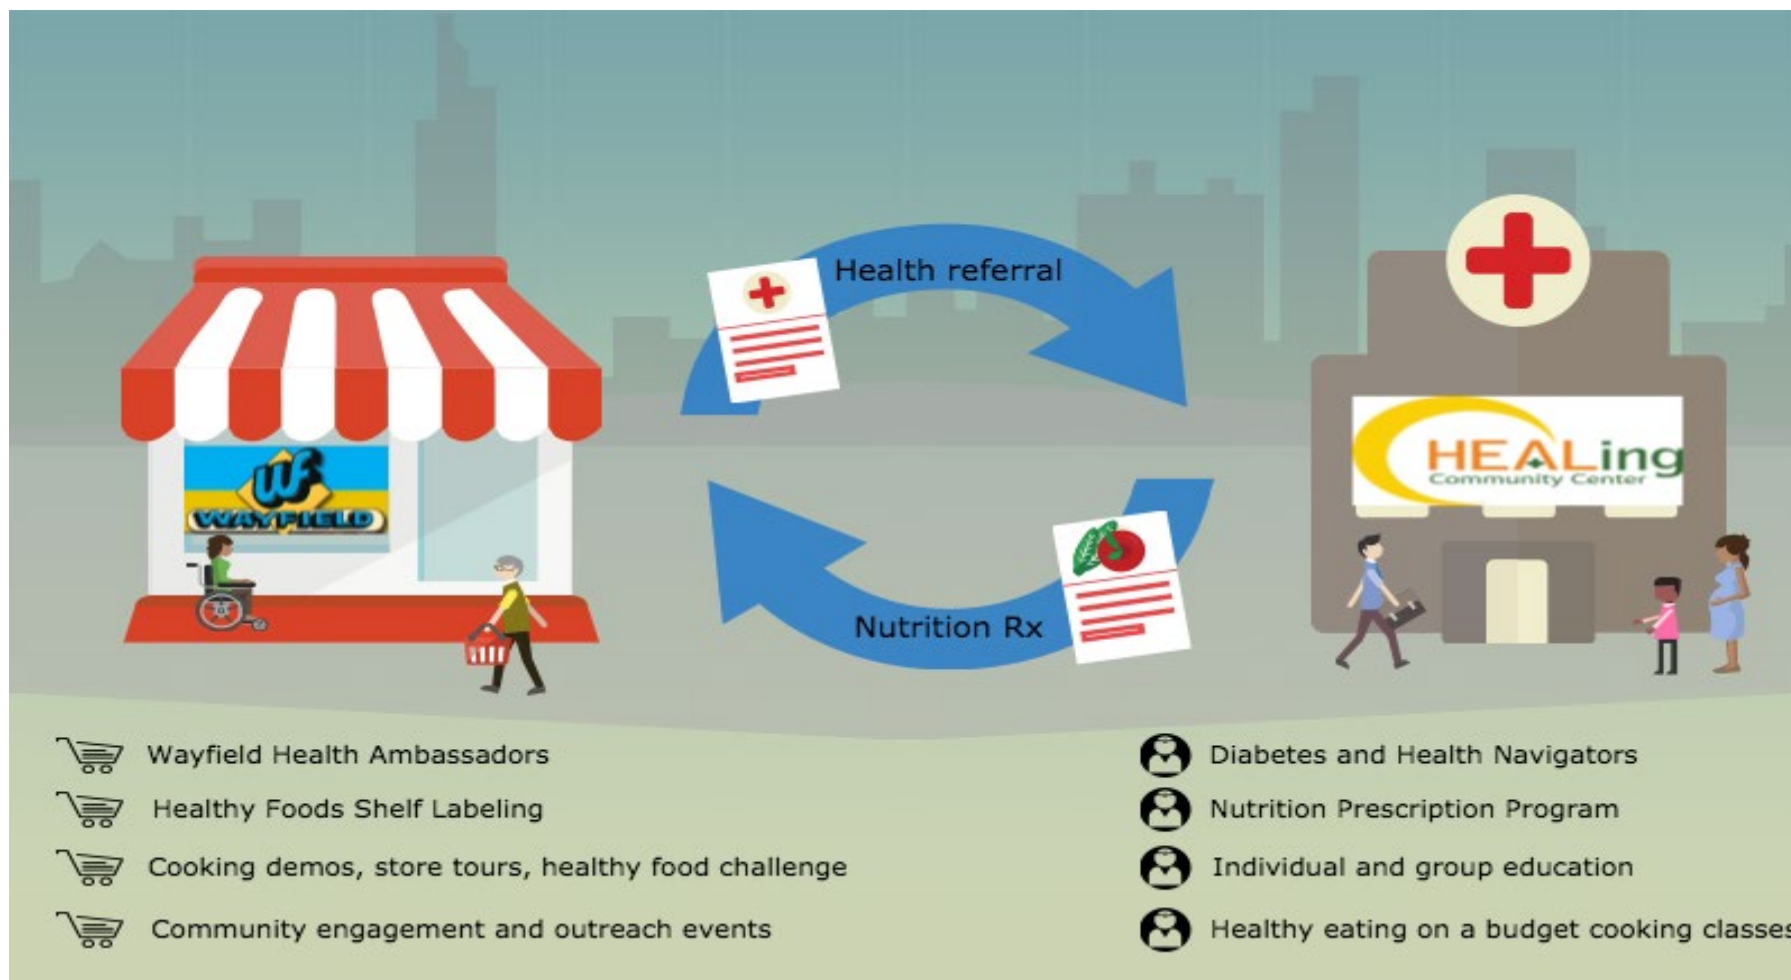 Health referral
WF
WAYFIELD
HEALing
Community Center
Nutrition Rx
Wayfield Health Ambassadors
Healthy Foods Shelf Labeling
Cooking demos, store tours, healthy food challenge
Community engagement and outreach events
Diabetes and Health Navigators
Nutrition Prescription Program
Individual and group education
Healthy eating on a budget cooking classes